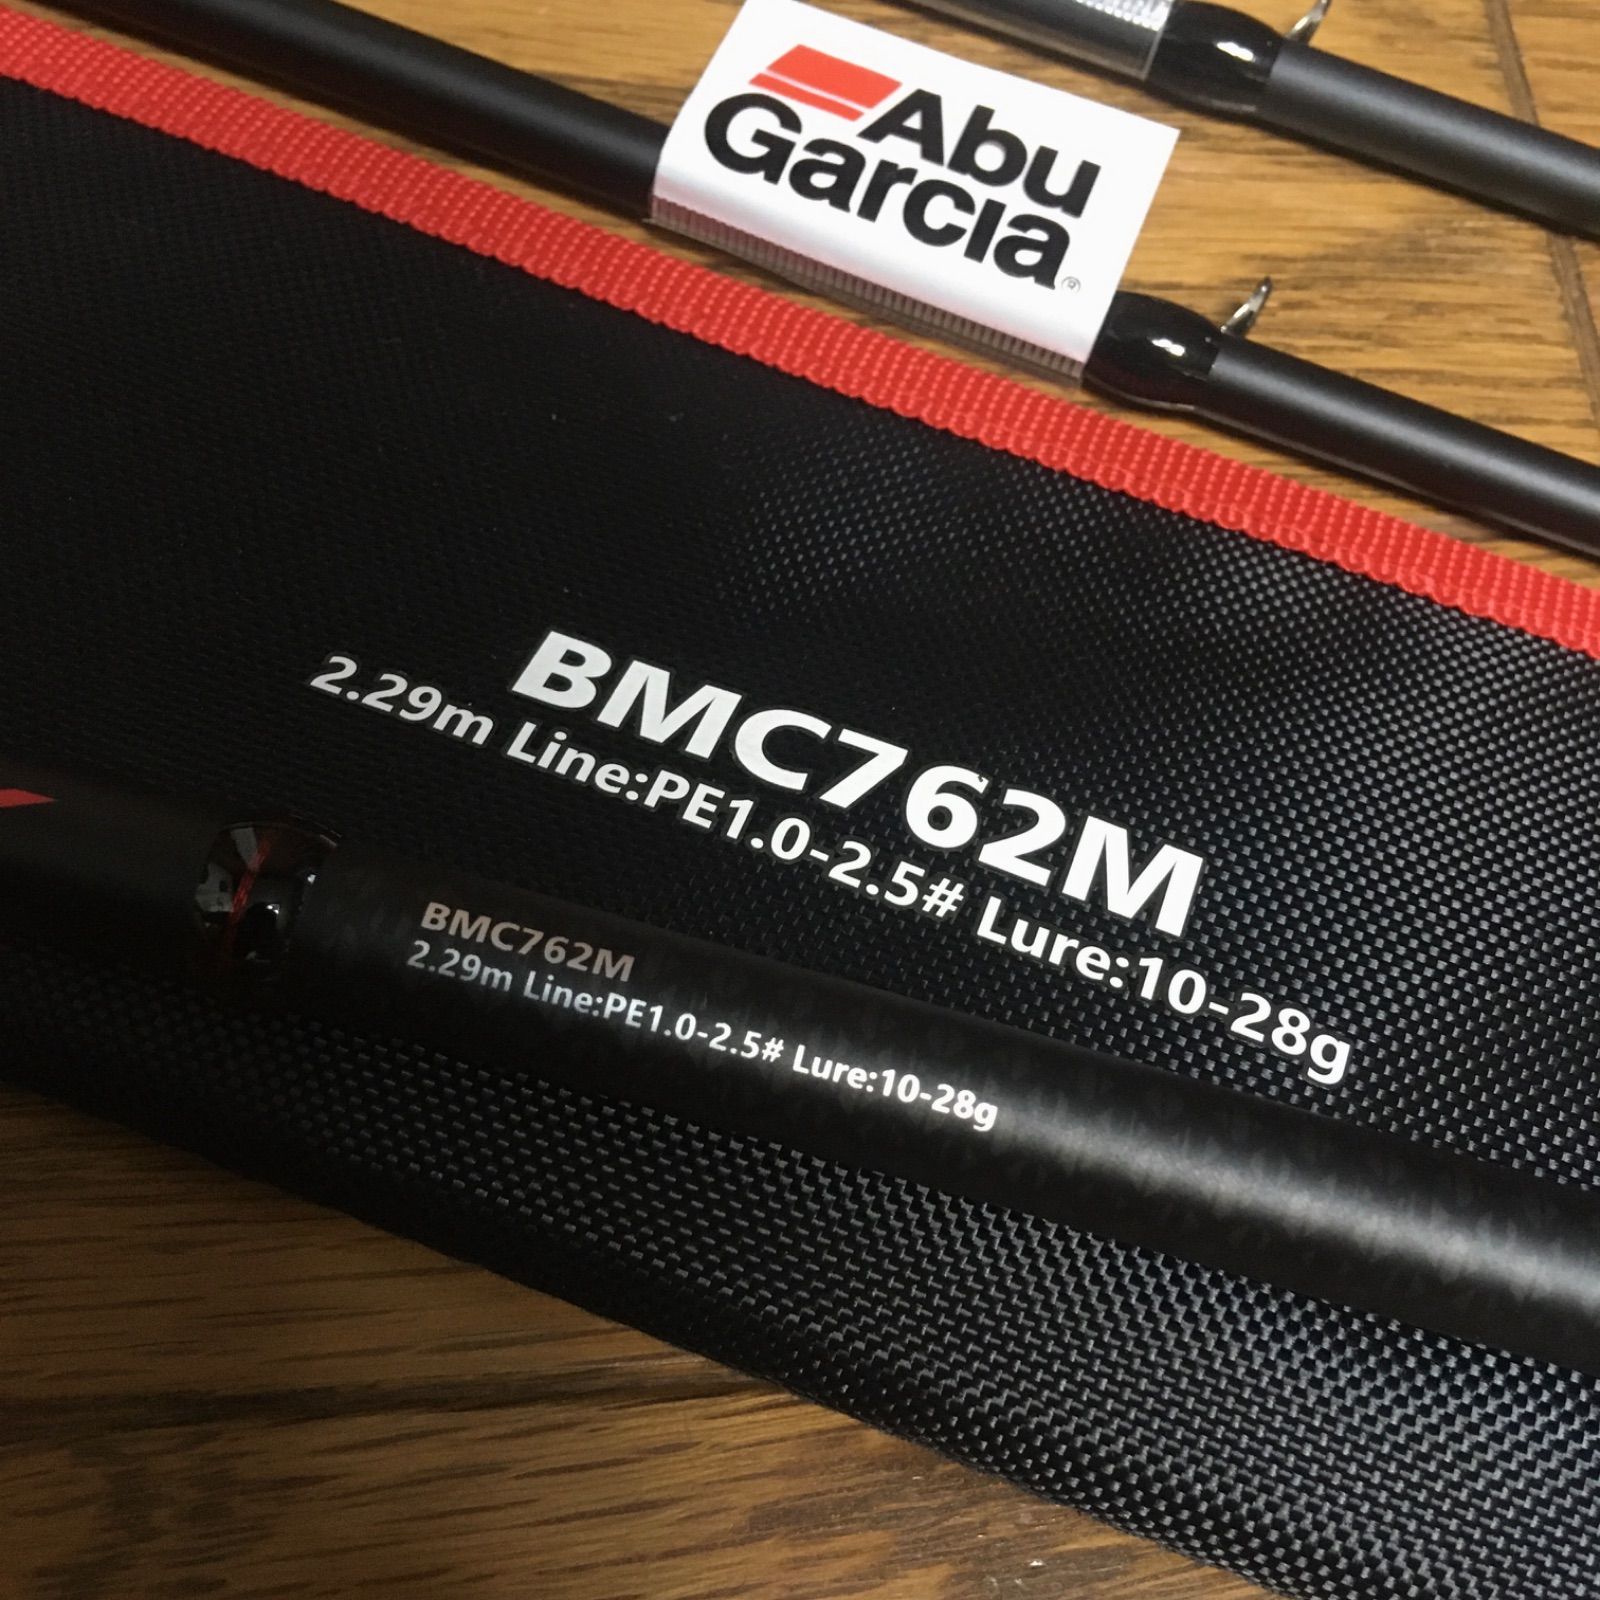 Abu
Garcia®
BMC762M
2.29m Line:PE1.0-2.5# Lure:10-28g
BMC762M
2.29m Line:PE1.0-2.5# Lure:10-28g